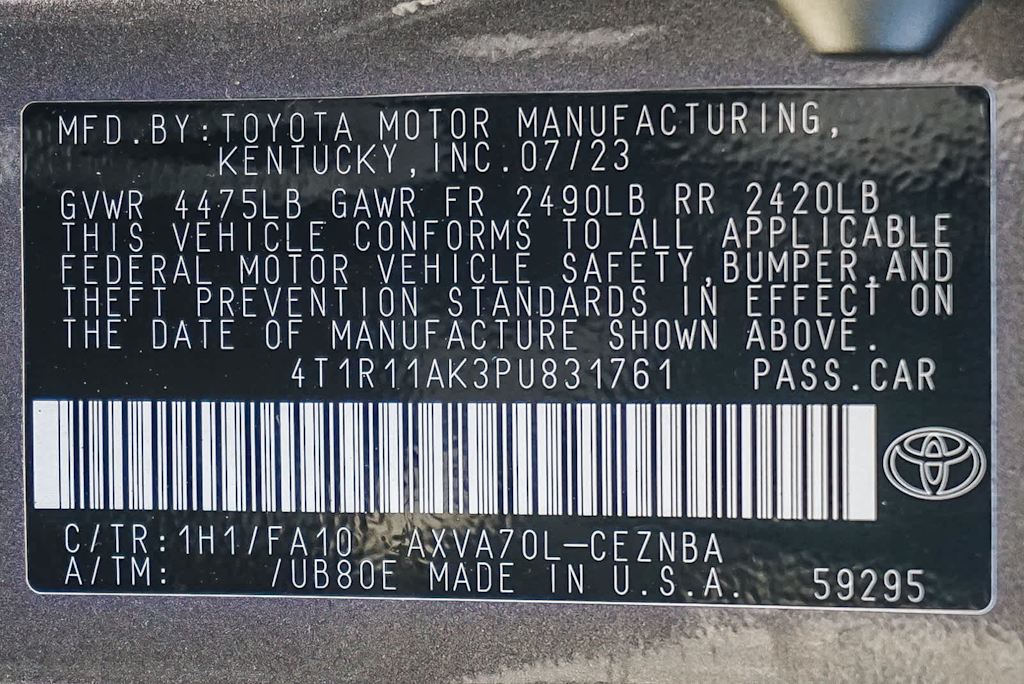 MFD.BY:TOYOTA MOTOR MANUFACTURING,
KENTUCKY,INC.07/23
GVWR 4475LB GAWR FR 2490LB RR 2420LB
THIS VEHICLE CONFORMS TO ALL APPLICABLE
FEDERAL MOTOR VEHICLE SAFETY,BUMPER,AND
THEFT PREVENTION STANDARDS IN EFFECT ON
THE DATE OF MANUFACTURE SHOWN ABOVE.
4T1R11AK3PU831761 PASS.CAR
C/TR:1H1/FA10 AXVA70L-CEZNBA
A/TM: /UB80E MADE IN U.S.A. 59295